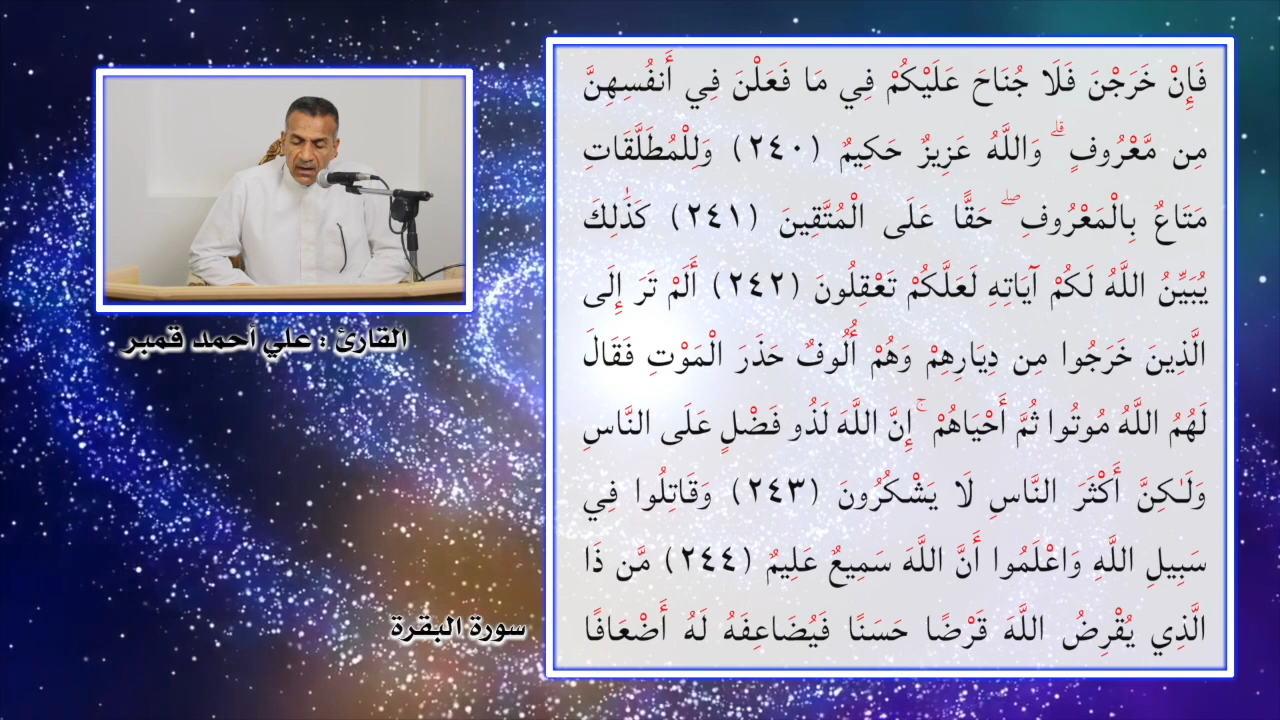 فَإِنْ خَرَجْنَ فَلَا جُنَاحَ عَلَيْكُمْ فِي مَا فَعَلْنَ فِي أَنفُسِهِنَّ
مِن مَّعْرُوفٍ ۗ وَاللَّهُ عَزِيزٌ حَكِيمٌ (٢٤٠) وَلِلْمُطَلَّقَاتِ
مَتَاعٌ بِالْمَعْرُوفِ ۖ حَقًّا عَلَى الْمُتَّقِينَ (٢٤١) كَذَٰلِكَ
يُبَيِّنُ اللَّهُ لَكُمْ آيَاتِهِ لَعَلَّكُمْ تَعْقِلُونَ (٢٤٢) أَلَمْ تَرَ إِلَى
الَّذِينَ خَرَجُوا مِن دِيَارِهِمْ وَهُمْ أُلُوفٌ حَذَرَ الْمَوْتِ فَقَالَ
لَهُمُ اللَّهُ مُوتُوا ثُمَّ أَحْيَاهُمْ ۚ إِنَّ اللَّهَ لَذُو فَضْلٍ عَلَى النَّاسِ
وَلَٰكِنَّ أَكْثَرَ النَّاسِ لَا يَشْكُرُونَ (٢٤٣) وَقَاتِلُوا فِي
سَبِيلِ اللَّهِ وَاعْلَمُوا أَنَّ اللَّهَ سَمِيعٌ عَلِيمٌ (٢٤٤) مَّن ذَا
الَّذِي يُقْرِضُ اللَّهَ قَرْضًا حَسَنًا فَيُضَاعِفَهُ لَهُ أَضْعَافًا
القارئ : علي أحمد قمبر
سورة البقرة